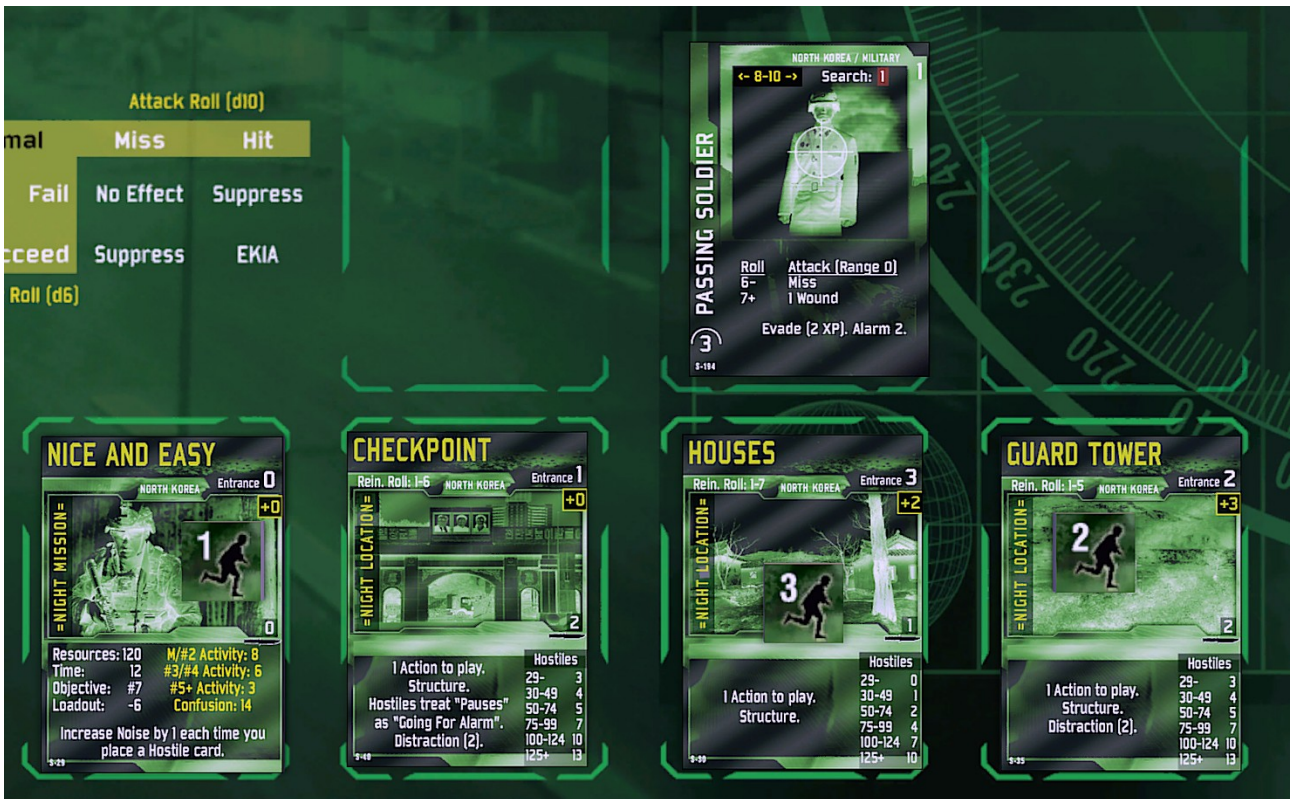 Attack Roll (d10)
mal Miss Hit
Fail No Effect Suppress
cceed Suppress EKIA
Roll (d6)
NORTH KOREA / MILITARY
1
<- 8-10 -> Search: 1
PASSING SOLDIER
Roll Attack (Range 0)
6- Miss
7+ 1 Wound
Evade (2 XP). Alarm 2.
3
S-194
NICE AND EASY
NORTH KOREA Entrance 0
+0
=NIGHT MISSION=
1
0
Resources: 120 M/#2 Activity: 8
Time: 12 #3/#4 Activity: 6
Objective: #7 #5+ Activity: 3
Loadout: -6 Confusion: 14
Increase Noise by 1 each time you
place a Hostile card.
S-29
CHECKPOINT
Rein. Roll: 1-6 NORTH KOREA Entrance 1
+0
=NIGHT LOCATION=
2
1 Action to play.
Structure.
Hostiles treat "Pauses"
as "Going For Alarm".
Distraction (2).
Hostiles
29- 3
30-49 4
50-74 5
75-99 7
100-124 10
125+ 13
HOUSES
Rein. Roll: 1-7 NORTH KOREA Entrance 3
+2
=NIGHT LOCATION=
3
1
1 Action to play.
Structure.
Hostiles
29- 0
30-49 1
50-74 2
75-99 4
100-124 7
125+ 10
GUARD TOWER
Rein. Roll: 1-5 NORTH KOREA Entrance 2
+3
=NIGHT LOCATION=
2
2
1 Action to play.
Structure.
Distraction (2).
Hostiles
29- 3
30-49 4
50-74 5
75-99 7
100-124 10
125+ 13
S-35
240
230
220